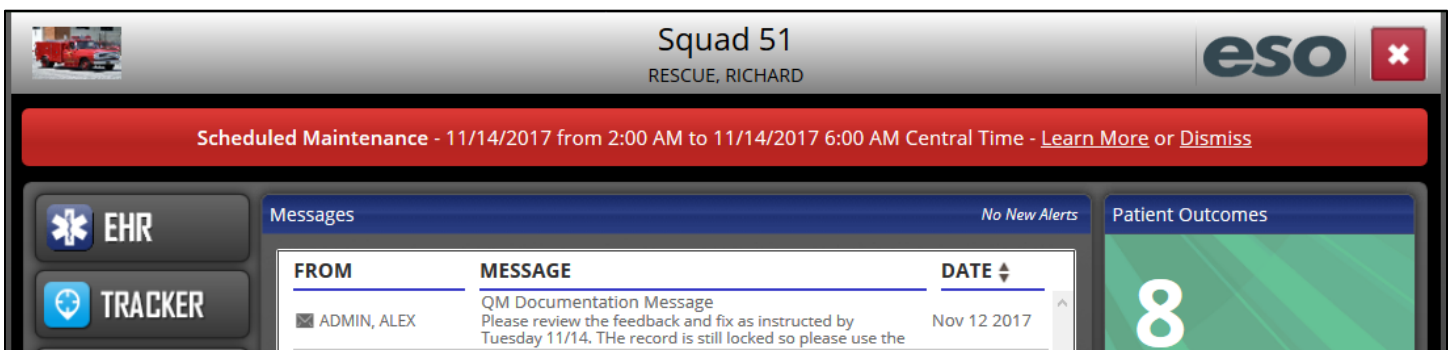 Squad 51
RESCUE, RICHARD
eso
Scheduled Maintenance - 11/14/2017 from 2:00 AM to 11/14/2017 6:00 AM Central Time - Learn More or Dismiss
EHR
TRACKER
Messages
No New Alerts
FROM
MESSAGE
DATE
ADMIN, ALEX
QM Documentation Message
Please review the feedback and fix as instructed by
Tuesday 11/14. THe record is still locked so please use the
Nov 12 2017
Patient Outcomes
8